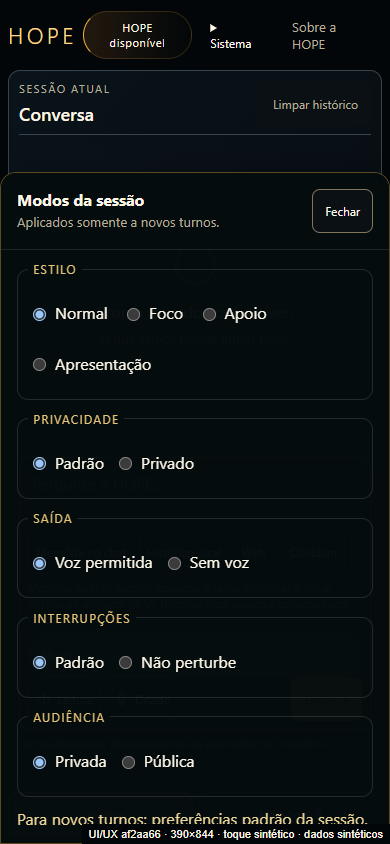 HOPE
HOPE
disponível
▶
Sistema
Sobre a
HOPE
SESSÃO ATUAL
Conversa
Limpar histórico
Modos da sessão
Aplicados somente a novos turnos.
Fechar
ESTILO
Normal
Foco
Apoio
Apresentação
PRIVACIDADE
Padrão
Privado
SAÍDA
Voz permitida
Sem voz
INTERRUPÇÕES
Padrão
Não perturbe
AUDIÊNCIA
Privada
Pública
Para novos turnos: preferências padrão da sessão.
UI/UX af2aa66 · 390×844 · toque sintético · dados sintéticos